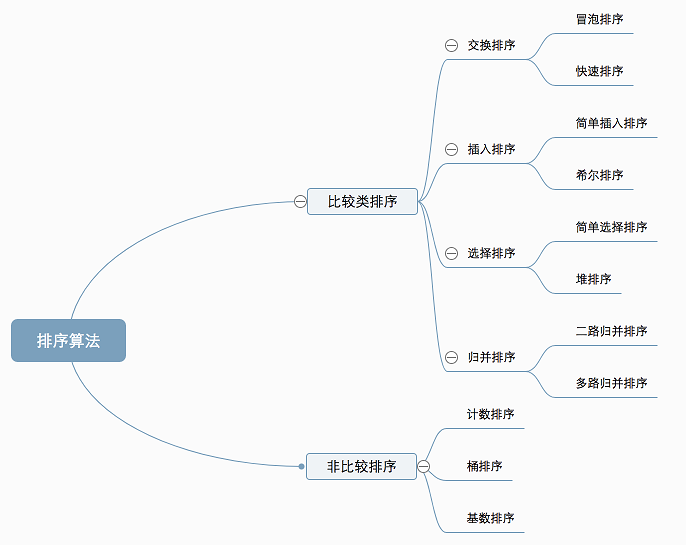 排序算法
比较类排序
交换排序
冒泡排序
快速排序
插入排序
简单插入排序
希尔排序
选择排序
简单选择排序
堆排序
归并排序
二路归并排序
多路归并排序
非比较排序
计数排序
桶排序
基数排序